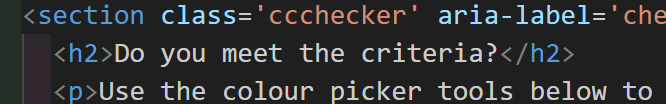 <section class='ccchecker' aria-label='che
<h2>Do you meet the criteria?</h2>
<p>Use the colour picker tools below to